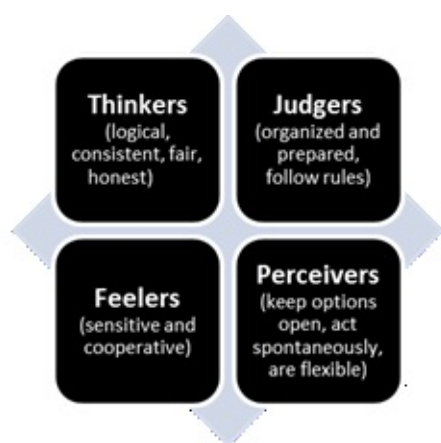 Thinkers
(logical,
consistent, fair,
honest)
Judgers
(organized and
prepared,
follow rules)
Feelers
(sensitive and
cooperative)
Perceivers
(keep options
open, act
spontaneously,
are flexible)